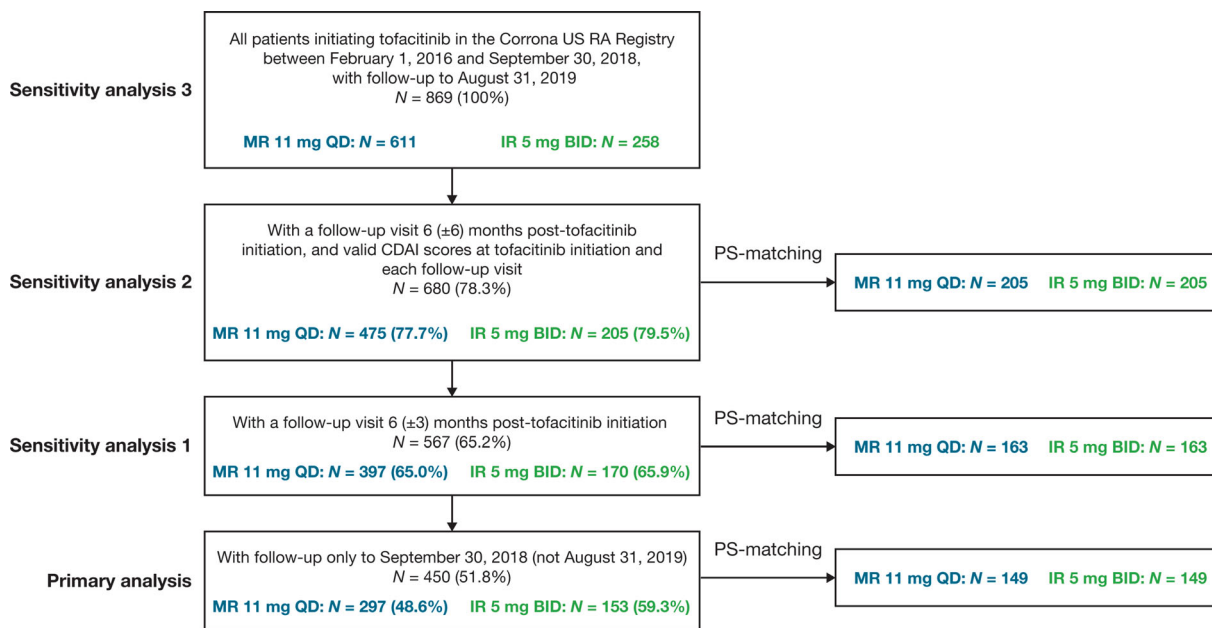 Sensitivity analysis 3
All patients initiating tofacitinib in the Corrona US RA Registry
between February 1, 2016 and September 30, 2018,
with follow-up to August 31, 2019
N = 869 (100%)
MR 11 mg QD: N = 611 IR 5 mg BID: N = 258
Sensitivity analysis 2
With a follow-up visit 6 (±6) months post-tofacitinib
initiation, and valid CDAI scores at tofacitinib initiation and
each follow-up visit
N = 680 (78.3%)
MR 11 mg QD: N = 475 (77.7%) IR 5 mg BID: N = 205 (79.5%)
PS-matching
MR 11 mg QD: N = 205 IR 5 mg BID: N = 205
Sensitivity analysis 1
With a follow-up visit 6 (±3) months post-tofacitinib initiation
N = 567 (65.2%)
MR 11 mg QD: N = 397 (65.0%) IR 5 mg BID: N = 170 (65.9%)
PS-matching
MR 11 mg QD: N = 163 IR 5 mg BID: N = 163
Primary analysis
With follow-up only to September 30, 2018 (not August 31, 2019)
N = 450 (51.8%)
MR 11 mg QD: N = 297 (48.6%) IR 5 mg BID: N = 153 (59.3%)
PS-matching
MR 11 mg QD: N = 149 IR 5 mg BID: N = 149